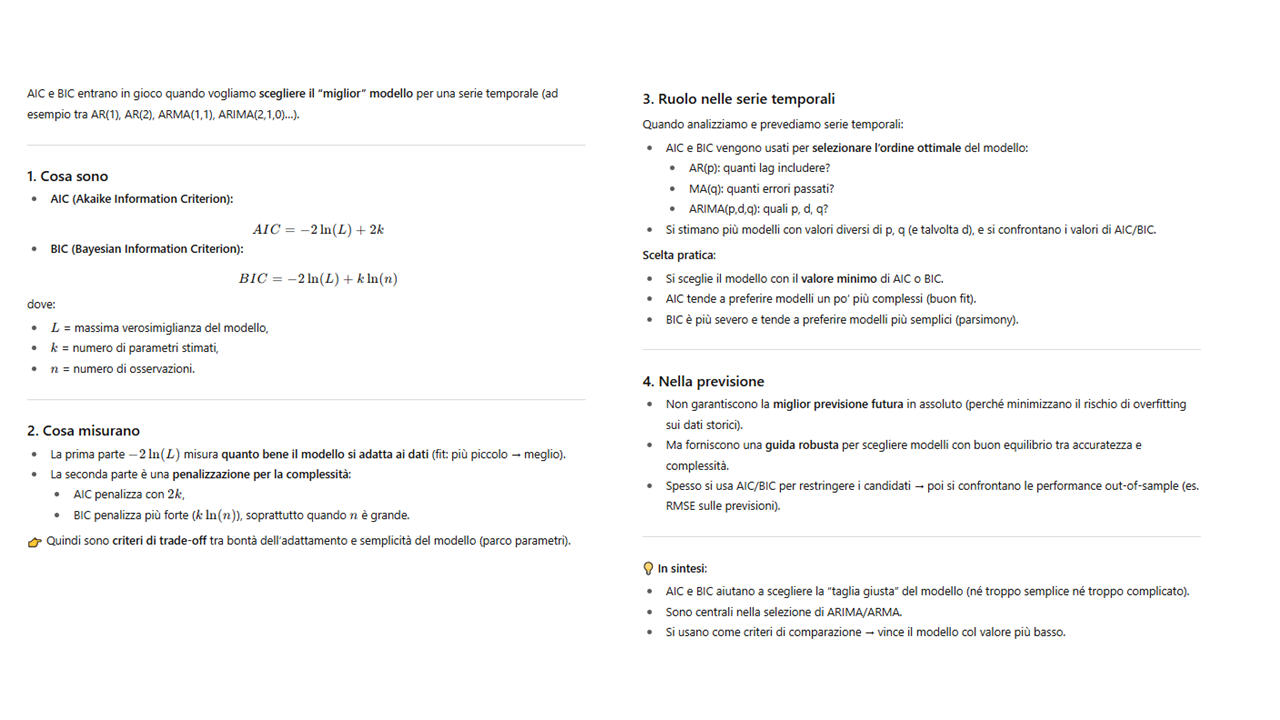 AIC e BIC entrano in gioco quando vogliamo scegliere il “miglior” modello per una serie temporale (ad
esempio tra AR(1), AR(2), ARMA(1,1), ARIMA(2,1,0)...).
1. Cosa sono
• AIC (Akaike Information Criterion):
AIC = −2 ln(L) + 2k
• BIC (Bayesian Information Criterion):
BIC = −2 ln(L) + k ln(n)
dove:
• L = massima verosimiglianza del modello,
• k = numero di parametri stimati,
• n = numero di osservazioni.
2. Cosa misurano
• La prima parte −2 ln(L) misura quanto bene il modello si adatta ai dati (fit: più piccolo → meglio).
• La seconda parte è una penalizzazione per la complessità:
• AIC penalizza con 2k,
• BIC penalizza più forte (k ln(n)), soprattutto quando n è grande.
👉 Quindi sono criteri di trade-off tra bontà dell’adattamento e semplicità del modello (parco parametri).
3. Ruolo nelle serie temporali
Quando analizziamo e prevediamo serie temporali:
• AIC e BIC vengono usati per selezionare l’ordine ottimale del modello:
• AR(p): quanti lag includere?
• MA(q): quanti errori passati?
• ARIMA(p,d,q): quali p, d, q?
• Si stimano più modelli con valori diversi di p, q (e talvolta d), e si confrontano i valori di AIC/BIC.
Scelta pratica:
• Si sceglie il modello con il valore minimo di AIC o BIC.
• AIC tende a preferire modelli un po’ più complessi (buon fit).
• BIC è più severo e tende a preferire modelli più semplici (parsimony).
4. Nella previsione
• Non garantiscono la miglior previsione futura in assoluto (perché minimizzano il rischio di overfitting
sui dati storici).
• Ma forniscono una guida robusta per scegliere modelli con buon equilibrio tra accuratezza e
complessità.
• Spesso si usa AIC/BIC per restringere i candidati → poi si confrontano le performance out-of-sample (es.
RMSE sulle previsioni).
💡 In sintesi:
• AIC e BIC aiutano a scegliere la “taglia giusta” del modello (né troppo semplice né troppo complicato).
• Sono centrali nella selezione di ARIMA/ARMA.
• Si usano come criteri di comparazione → vince il modello col valore più basso.